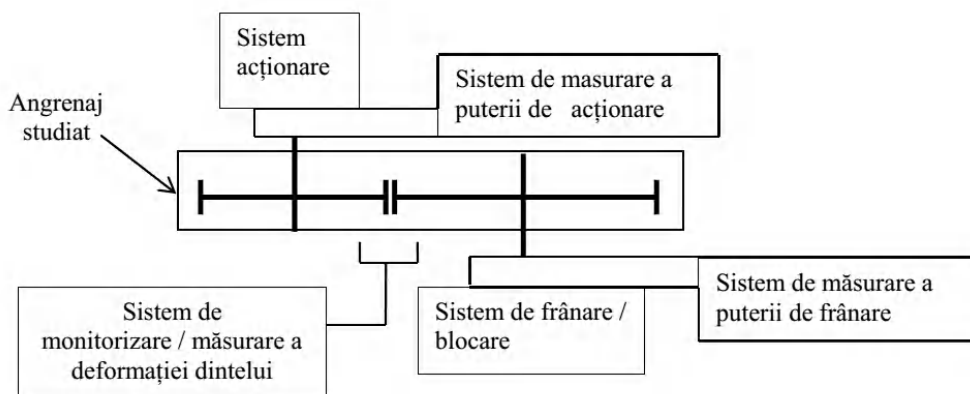 Sistem
acționare
Sistem de masurare a
puterii de acționare
Angrenaj
studiat
Sistem de
monitorizare / măsurare a
deformației dintelui
Sistem de frânare /
blocare
Sistem de măsurare a
puterii de frânare